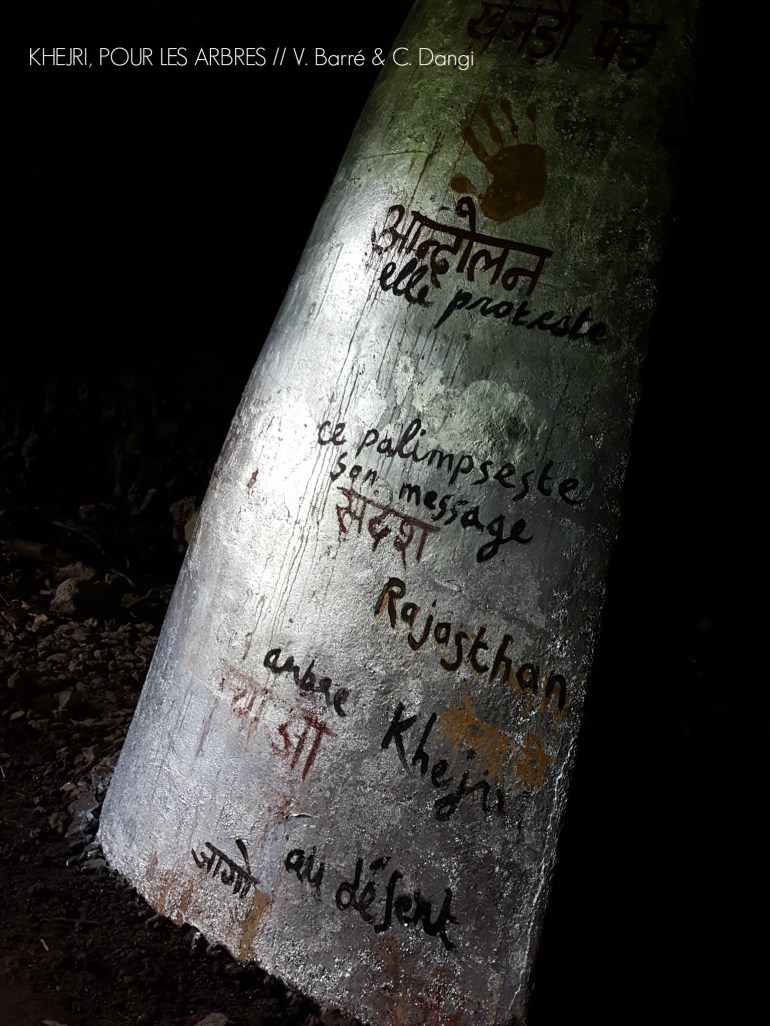 KHEJRI, POUR LES ARBRES // V. Barré & C. Dangi
खेजड़ी पेड़
आन्दोलन
elle proteste
ce palimpseste
son message
संदेश
Rajasthan
arbre
Khejri
जागो
au désert